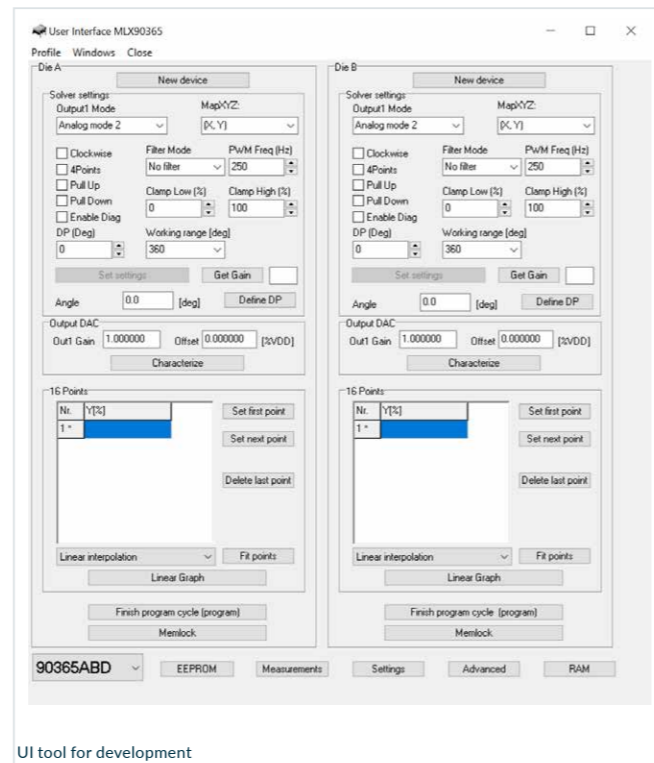 User Interface MLX90365
Profile Windows Close
Die A
New device
Solver settings
Output1 Mode
MapXYZ:
Analog mode 2
(X, Y)
Clockwise
4Points
Pull Up
Pull Down
Enable Diag
Filter Mode
PWM Freq (Hz)
No filter
250
Clamp Low (%)
Clamp High (%)
0
100
DP (Deg)
Working range [deg]
0
360
Set settings
Get Gain
Angle
0.0
[deg]
Define DP
Output DAC
Out1 Gain 1.000000 Offset 0.000000 [%VDD]
Characterize
16 Points
Nr. Y[%]
1 *
Set first point
Set next point
Delete last point
Linear interpolation
Fit points
Linear Graph
Finish program cycle (program)
Memlock
Die B
New device
Solver settings
Output1 Mode
MapXYZ:
Analog mode 2
(X, Y)
Clockwise
4Points
Pull Up
Pull Down
Enable Diag
Filter Mode
PWM Freq (Hz)
No filter
250
Clamp Low (%)
Clamp High (%)
0
100
DP (Deg)
Working range [deg]
0
360
Set settings
Get Gain
Angle
0.0
[deg]
Define DP
Output DAC
Out1 Gain 1.000000 Offset 0.000000 [%VDD]
Characterize
16 Points
Nr. Y[%]
1 *
Set first point
Set next point
Delete last point
Linear interpolation
Fit points
Linear Graph
Finish program cycle (program)
Memlock
90365ABD EEPROM Measurements Settings Advanced RAM
UI tool for development